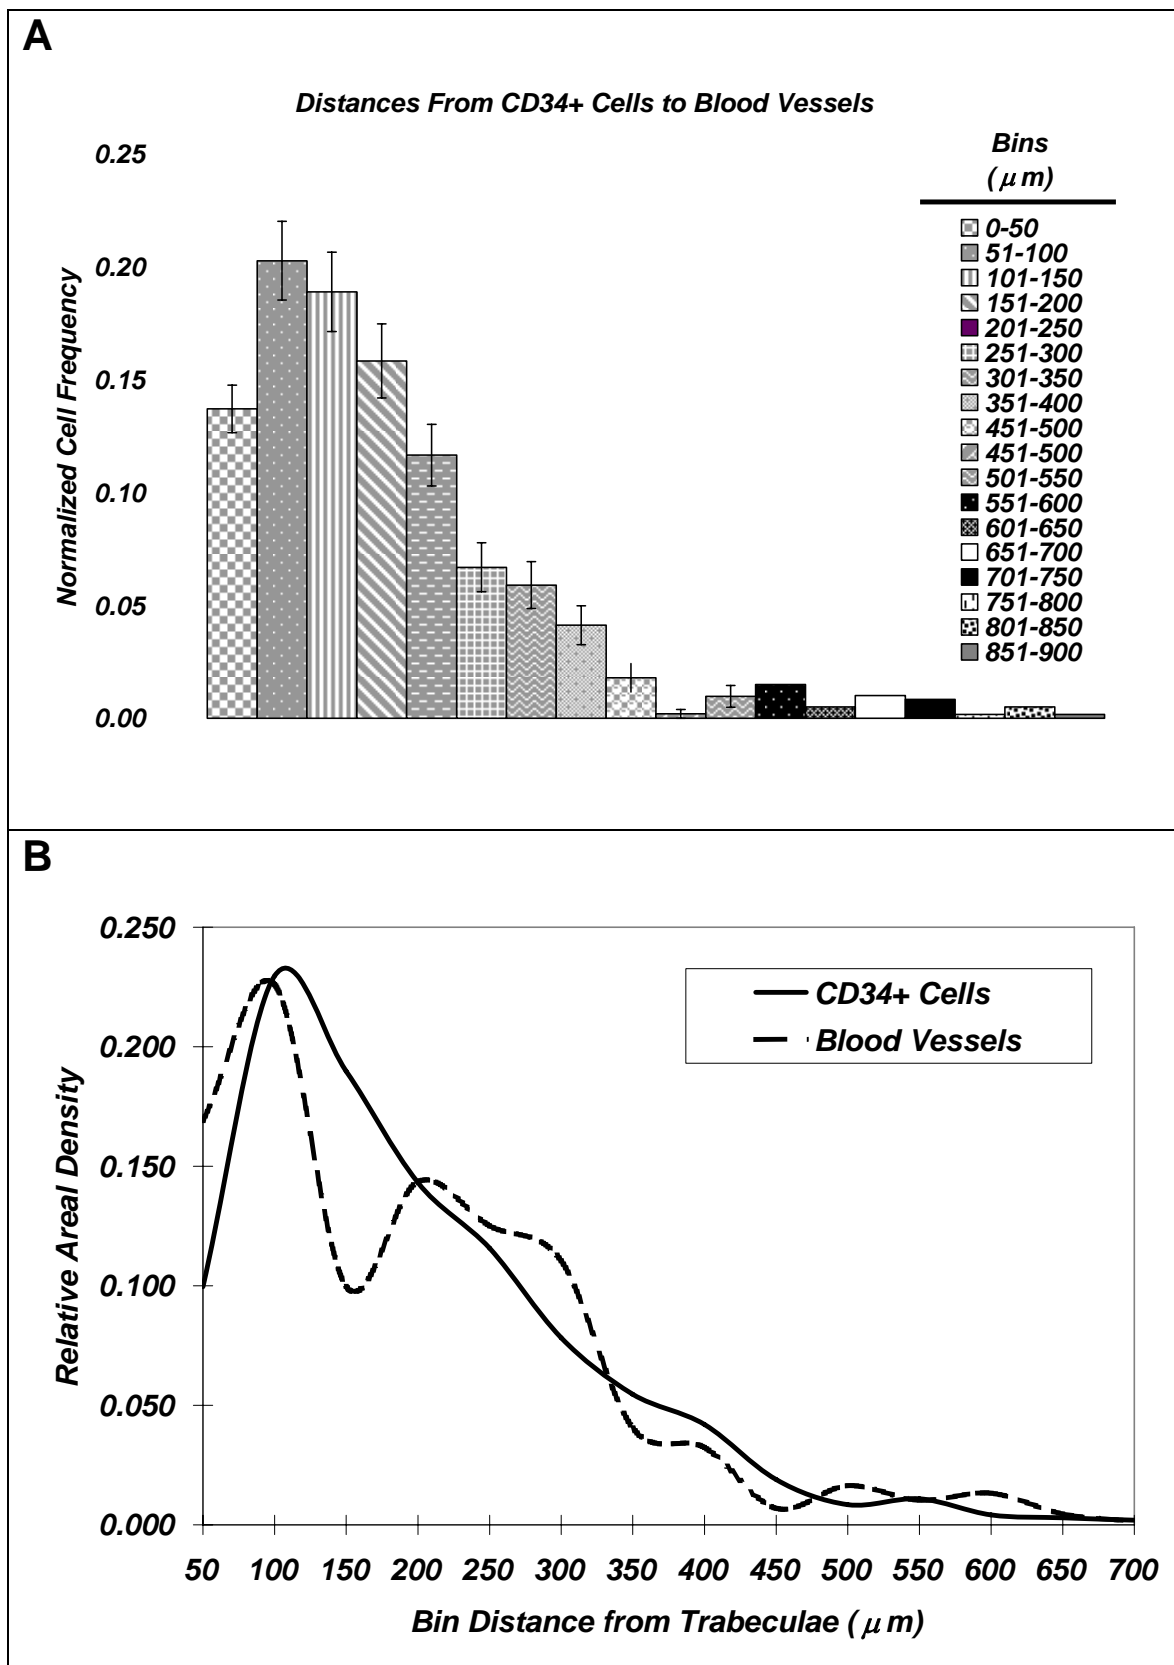 A
Distances From CD34+ Cells to Blood Vessels
Bins
(μm)
0.25
0.20
0.15
0.10
0.05
0.00
Normalized Cell Frequency
0-50
51-100
101-150
151-200
201-250
251-300
301-350
351-400
451-500
451-500
501-550
551-600
601-650
651-700
701-750
751-800
801-850
851-900
B
0.250
0.200
0.150
0.100
0.050
0.000
Relative Areal Density
CD34+ Cells
Blood Vessels
50 100 150 200 250 300 350 400 450 500 550 600 650 700
Bin Distance from Trabeculae (μm)